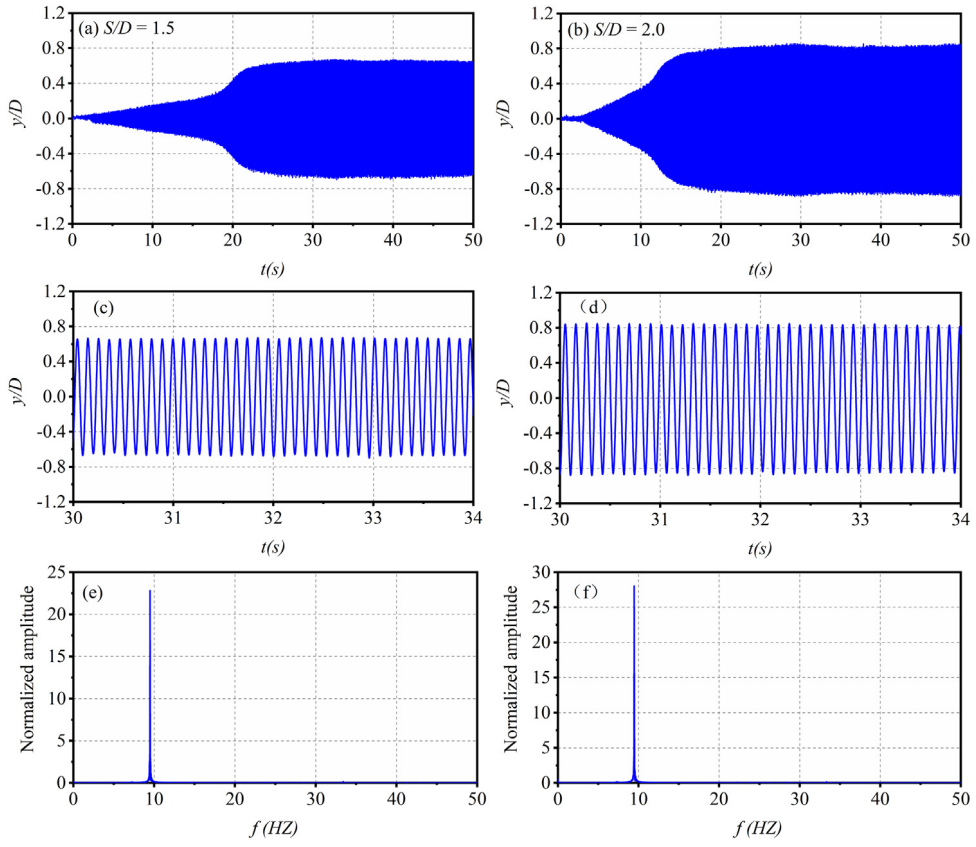 (a) S/D = 1.5
1.2
0.8
0.4
0.0
-0.4
-0.8
-1.2
y/D
0 10 20 30 40 50
t(s)
(b) S/D = 2.0
1.2
0.8
0.4
0.0
-0.4
-0.8
-1.2
y/D
0 10 20 30 40 50
t(s)
(c)
1.2
0.8
0.4
0.0
-0.4
-0.8
-1.2
y/D
30 31 32 33 34
t(s)
（d）
1.2
0.8
0.4
0.0
-0.4
-0.8
-1.2
y/D
30 31 32 33 34
t(s)
(e)
25
20
15
10
5
0
Normalized amplitude
0 10 20 30 40 50
f (HZ)
（f）
30
25
20
15
10
5
0
Normalized amplitude
0 10 20 30 40 50
f (HZ)